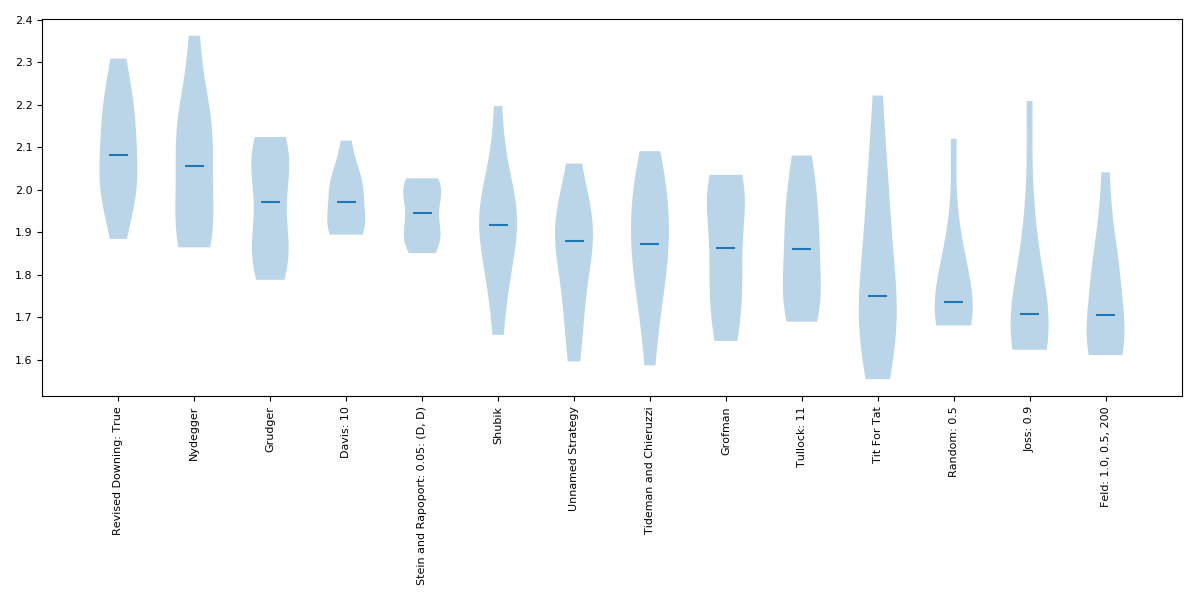 2.4
2.3
2.2
2.1
2.0
1.9
1.8
1.7
1.6
Revised Downing: True
Nydegger
Grudger
Davis: 10
Stein and Rapoport: 0.05: (D, D)
Shubik
Unnamed Strategy
Tideman and Chieruzzi
Grofman
Tullock: 11
Tit For Tat
Random: 0.5
Joss: 0.9
Feld: 1.0, 0.5, 200